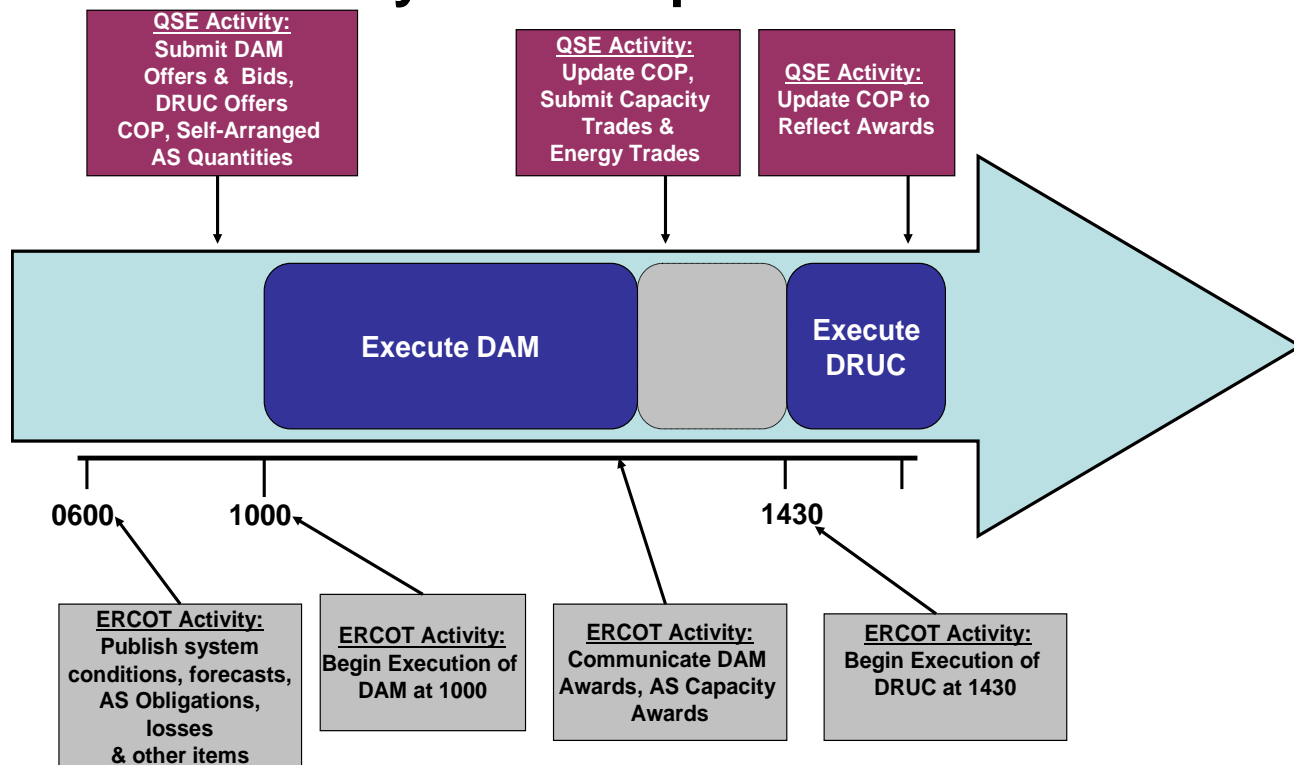 QSE Activity:
Submit DAM
Offers & Bids,
DRUC Offers
COP, Self-Arranged
AS Quantities
QSE Activity:
Update COP,
Submit Capacity
Trades &
Energy Trades
QSE Activity:
Update COP to
Reflect Awards
Execute DAM
Execute
DRUC
0600
1000
1430
ERCOT Activity:
Publish system
conditions, forecasts,
AS Obligations,
losses
& other items
ERCOT Activity:
Begin Execution of
DAM at 1000
ERCOT Activity:
Communicate DAM
Awards, AS Capacity
Awards
ERCOT Activity:
Begin Execution of
DRUC at 1430